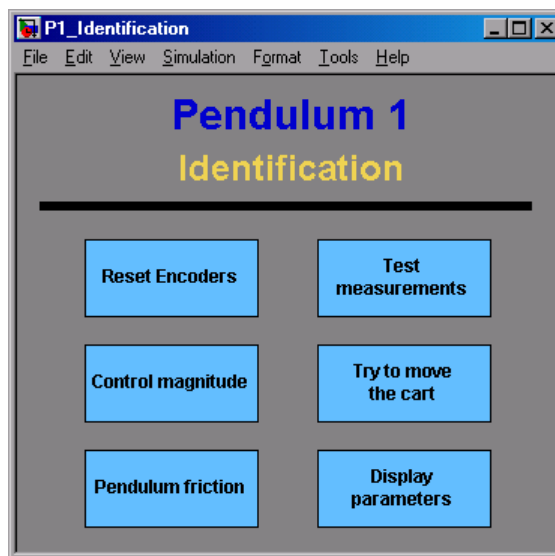 P1_Identification
File Edit View Simulation Format Tools Help
Pendulum 1
Identification
Reset Encoders
Test
measurements
Control magnitude
Try to move
the cart
Pendulum friction
Display
parameters